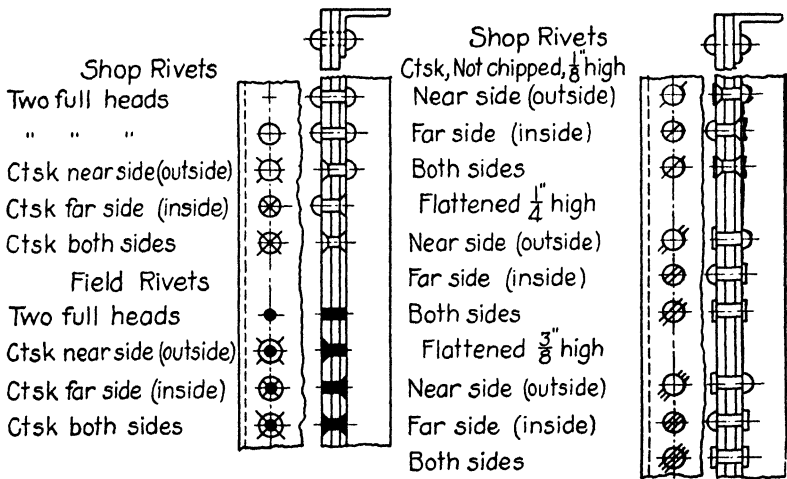 Shop Rivets
Two full heads
" " "
Ctsk near side (outside)
Ctsk far side (inside)
Ctsk both sides
Field Rivets
Two full heads
Ctsk near side (outside)
Ctsk far side (inside)
Ctsk both sides
Shop Rivets
Ctsk, Not chipped, 1/8" high
Near side (outside)
Far side (inside)
Both sides
Flattened 1/4" high
Near side (outside)
Far side (inside)
Both sides
Flattened 3/8" high
Near side (outside)
Far side (inside)
Both sides